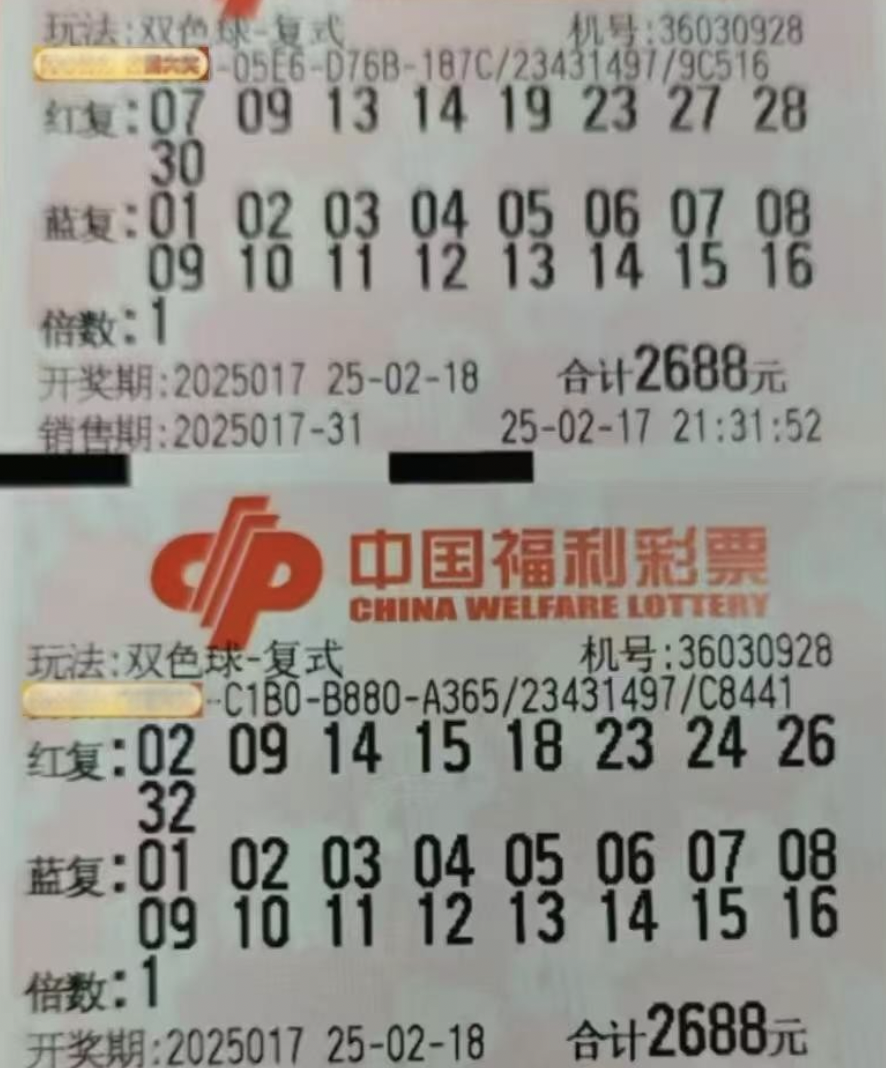 玩法:双色球-复式 机号:36030928
-05E6-D76B-187C/23431497/9C516
红复:07 09 13 14 19 23 27 28
30
蓝复:01 02 03 04 05 06 07 08
09 10 11 12 13 14 15 16
倍数:1
开奖期:2025017 25-02-18 合计2688元
销售期:2025017-31 25-02-17 21:31:52
中国福利彩票
CHINA WELFARE LOTTERY
玩法:双色球-复式 机号:36030928
-C1B0-B880-A365/23431497/C8441
红复:02 09 14 15 18 23 24 26
32
蓝复:01 02 03 04 05 06 07 08
09 10 11 12 13 14 15 16
倍数:1
开奖期:2025017 25-02-18 合计2688元